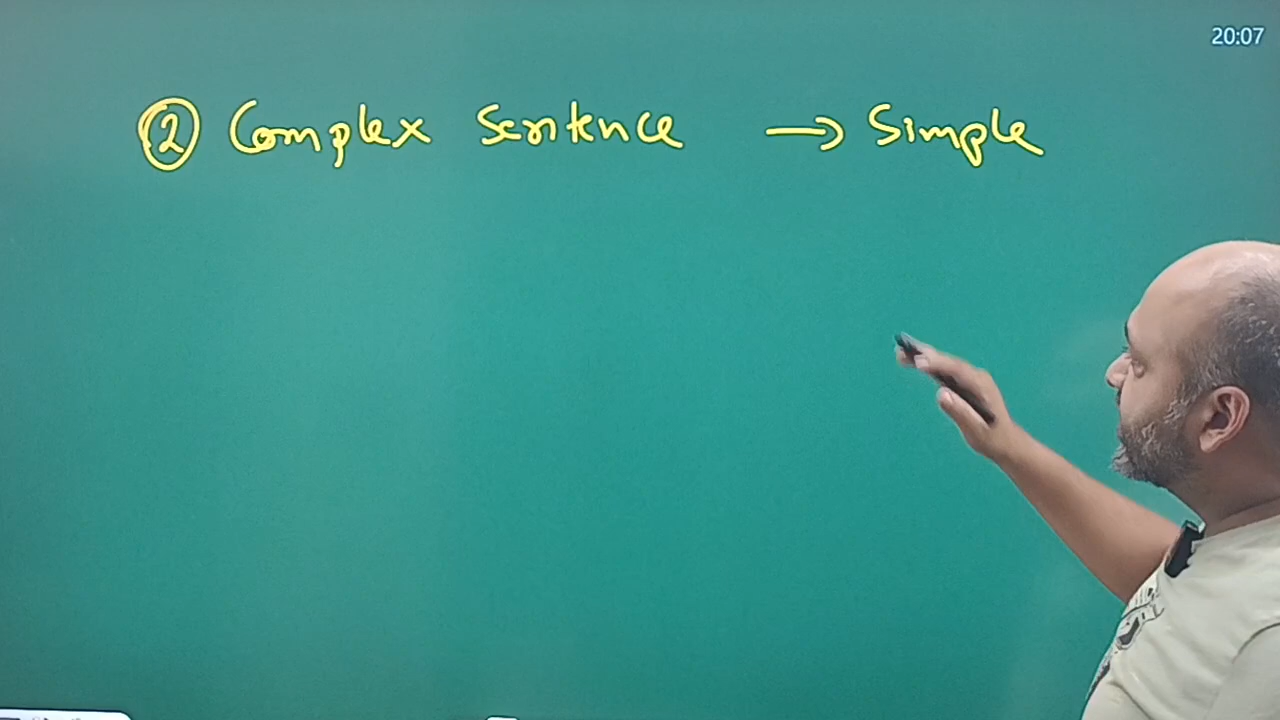 20:07
② Complex Sentence → Simple